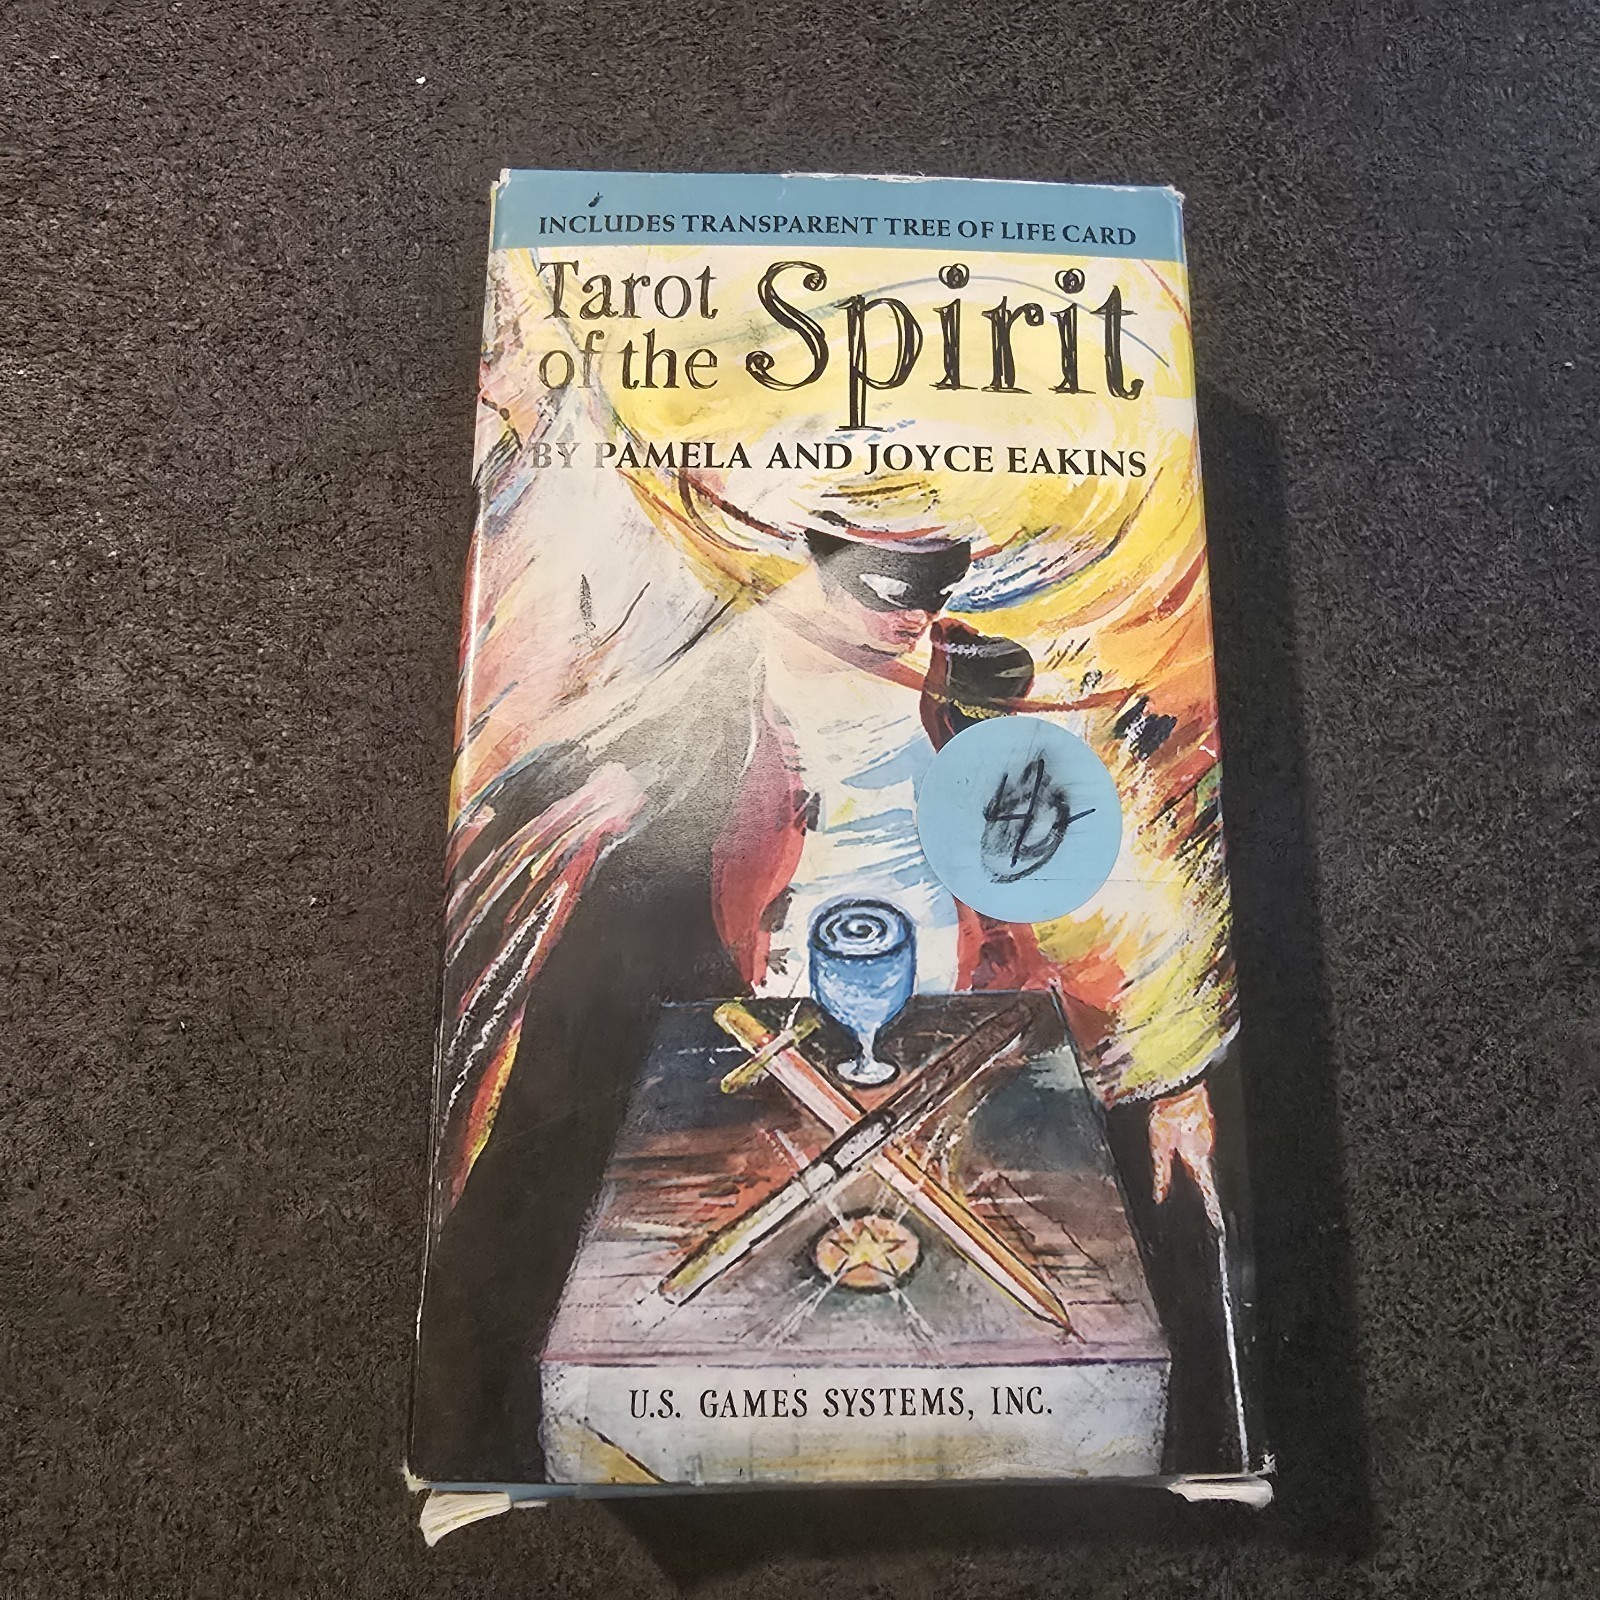 INCLUDES TRANSPARENT TREE OF LIFE CARD
Tarot
of the Spirit
BY PAMELA AND JOYCE EAKINS
U.S. GAMES SYSTEMS, INC.